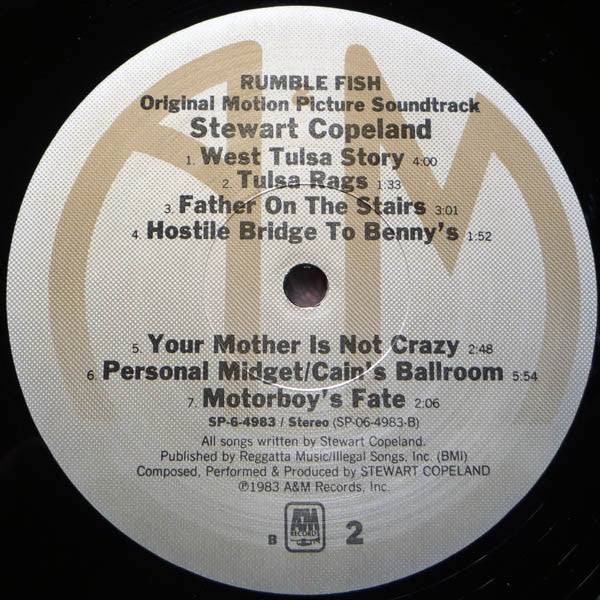 RUMBLE FISH
Original Motion Picture Soundtrack
Stewart Copeland
1. West Tulsa Story 4:00
2. Tulsa Rags 1:33
3. Father On The Stairs 3:01
4. Hostile Bridge To Benny's 1:52
5. Your Mother Is Not Crazy 2:48
6. Personal Midget/Cain's Ballroom 5:54
7. Motorboy's Fate 2:06
SP-6-4983 / Stereo (SP-06-4983-B)
All songs written by Stewart Copeland.
Published by Reggatta Music/Illegal Songs, Inc. (BMI)
Composed, Performed & Produced by STEWART COPELAND
℗1983 A&M Records, Inc.
B AM RECORDS 2